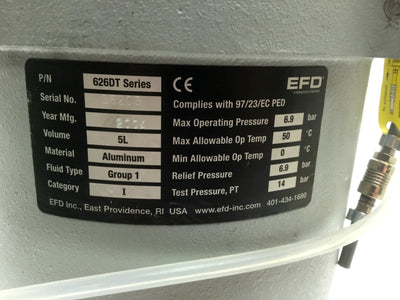 P/N 626DT Series
Serial No.
Year Mfg.
Volume 5L
Material Aluminum
Fluid Type Group 1
Category I
CE EFD
Complies with 97/23/EC PED
Max Operating Pressure 6.9 bar
Max Allowable Op Temp 50 °C
Min Allowable Op Temp 0 °C
Relief Pressure 6.9 bar
Test Pressure, PT 14 bar
EFD Inc., East Providence, RI USA www.efd-inc.com 401-434-1680